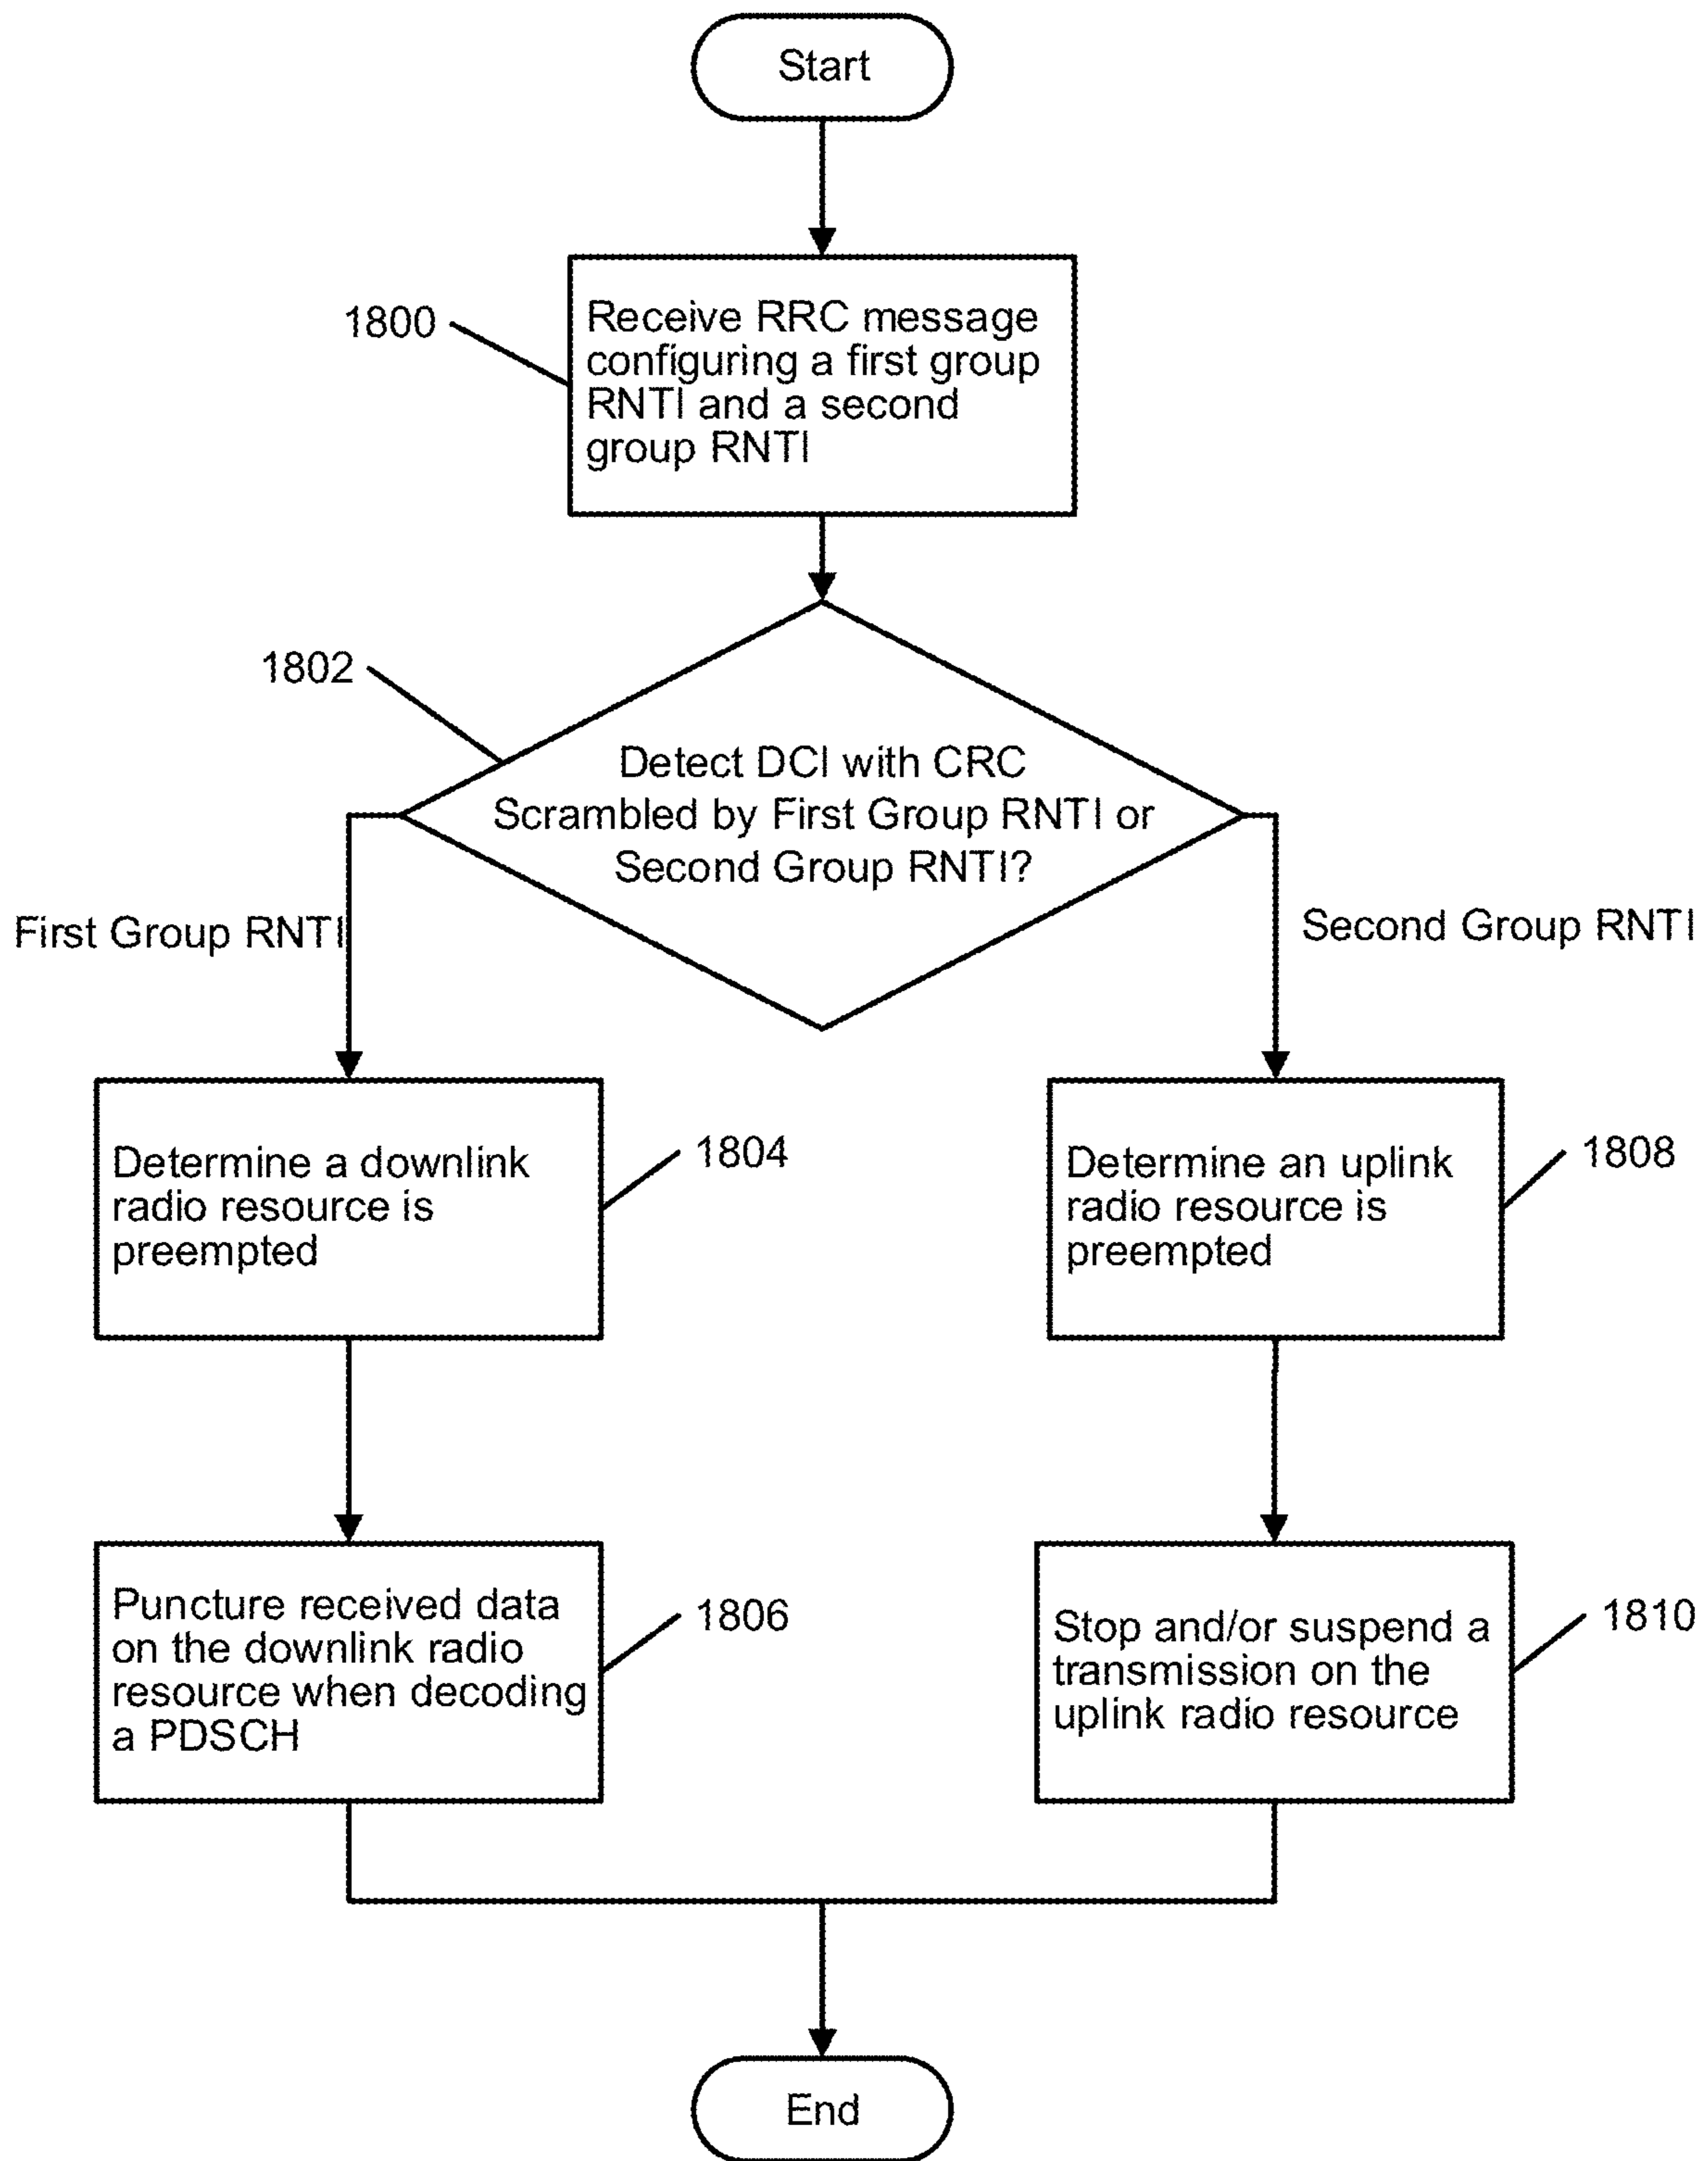 Start
1800
Receive RRC message
configuring a first group
RNTI and a second
group RNTI
1802
Detect DCI with CRC
Scrambled by First Group RNTI or
Second Group RNTI?
First Group RNTI
Second Group RNTI
Determine a downlink
radio resource is
preempted
1804
Determine an uplink
radio resource is
preempted
1808
Puncture received data
on the downlink radio
resource when decoding
a PDSCH
1806
Stop and/or suspend a
transmission on the
uplink radio resource
1810
End